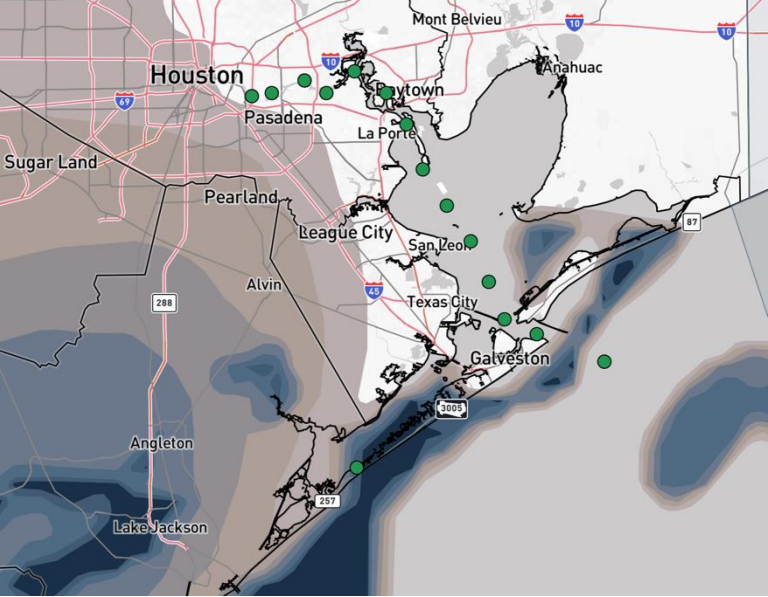 Mont Belvieu
10
10
Houston
10
Anahuac
Baytown
69
Pasadena
La Porte
Sugar Land
Pearland
87
League City
San Leon
Alvin
45
288
Texas City
Galveston
3005
Angleton
257
Lake Jackson